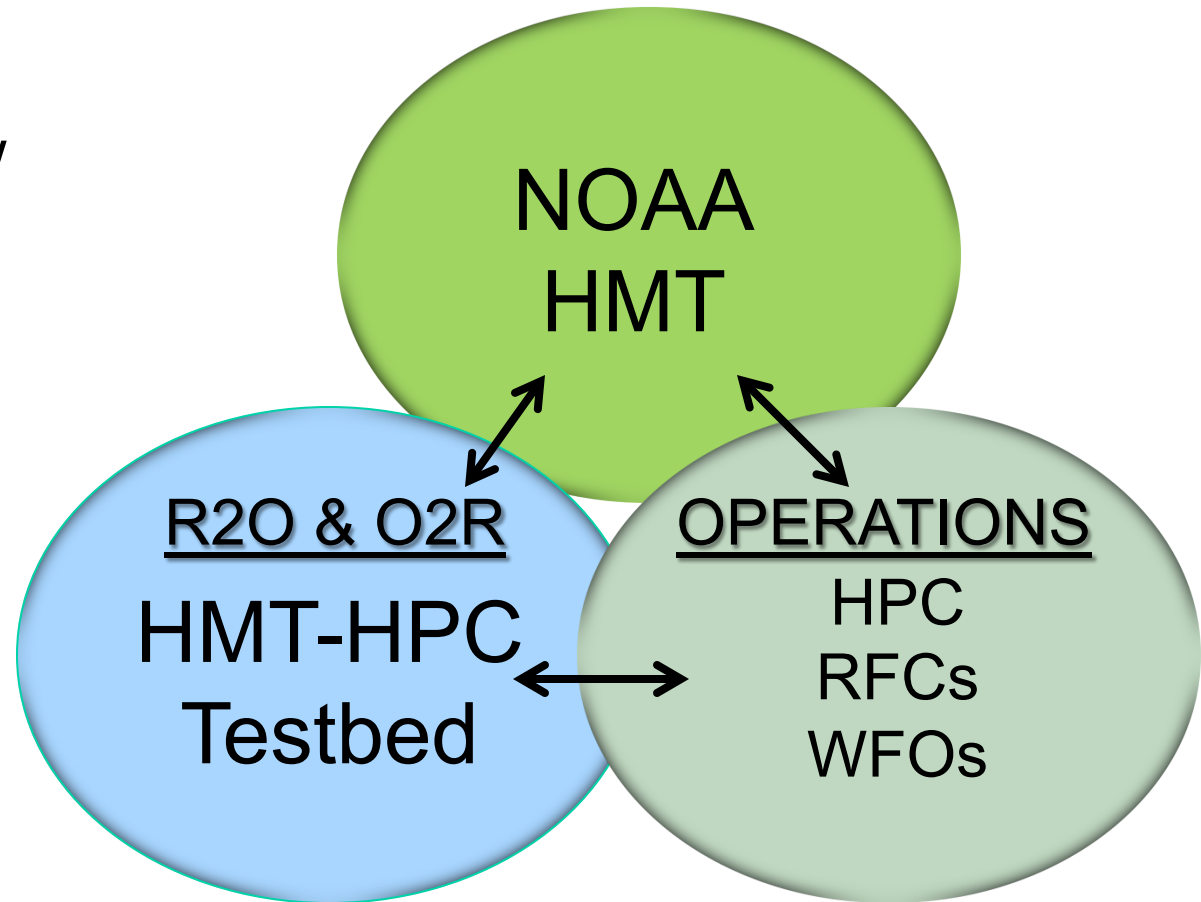 NOAA
HMT
R2O & O2R
HMT-HPC
Testbed
OPERATIONS
HPC
RFCs
WFOs